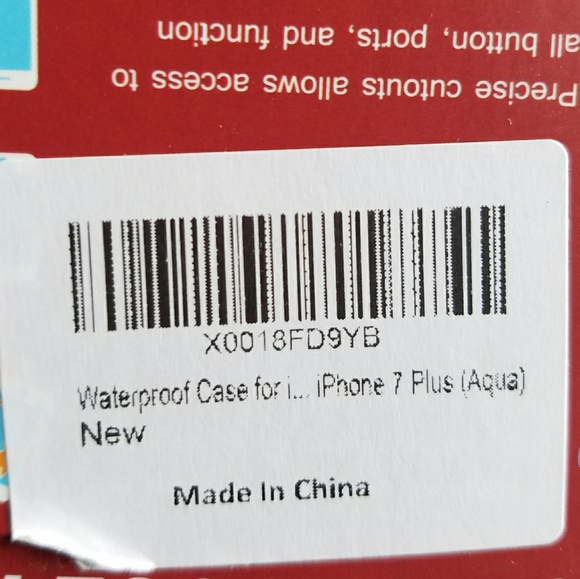 Precise cutouts allows access to
all button, ports, and function
X0018FD9YB
Waterproof Case for i... iPhone 7 Plus (Aqua)
New
Made In China